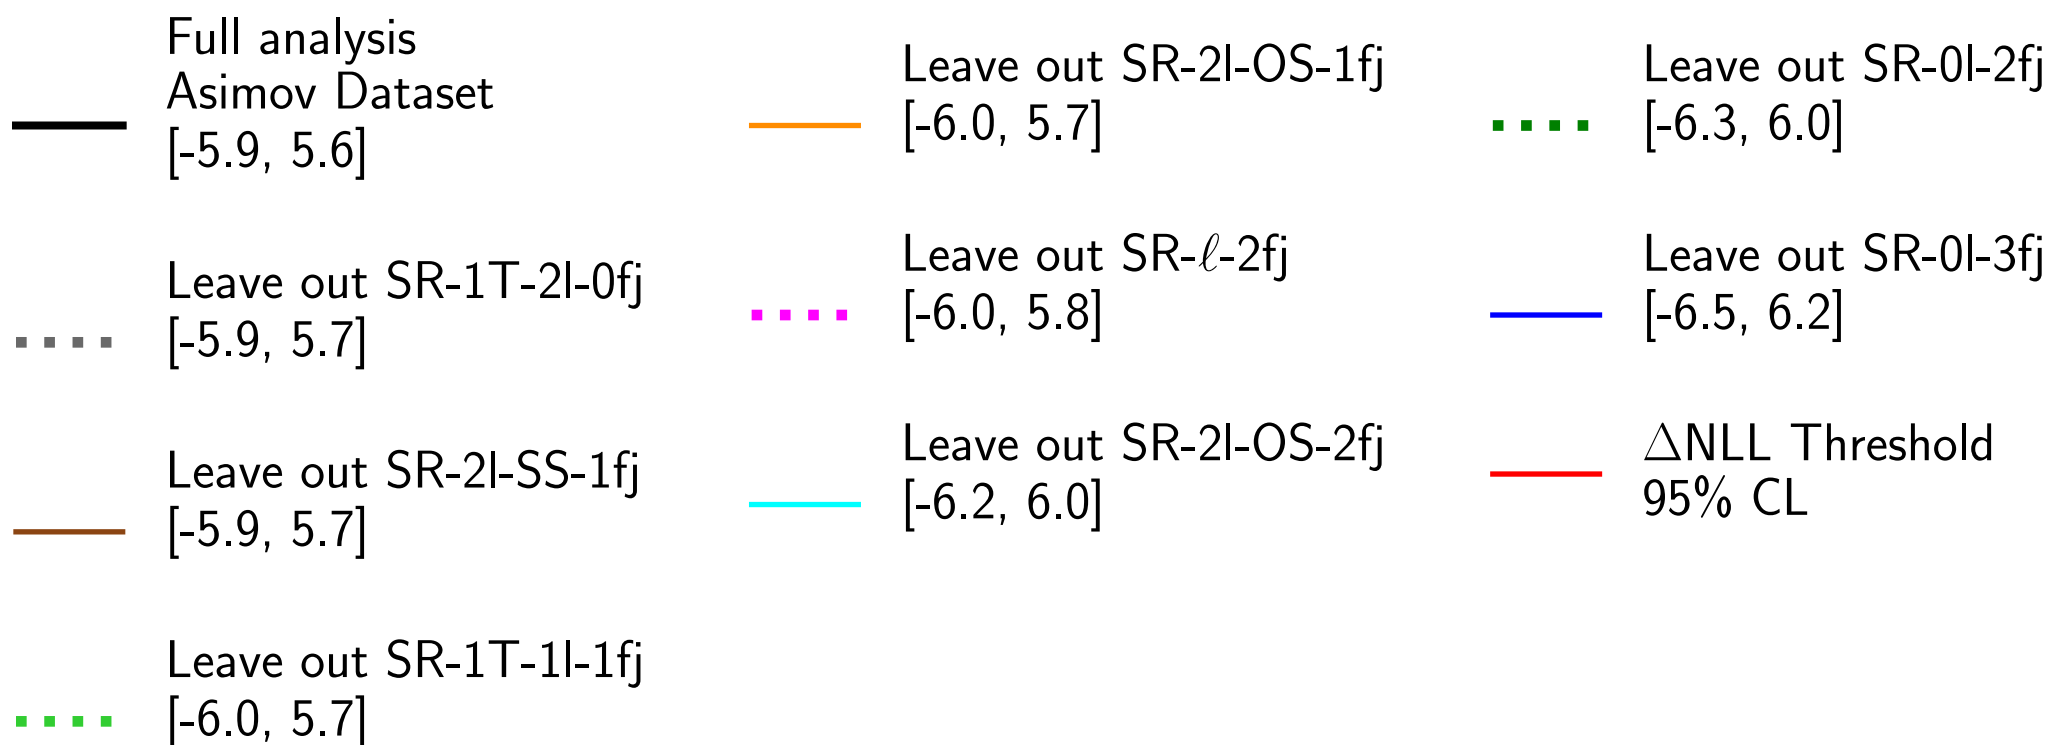 Full analysis
Asimov Dataset
[-5.9, 5.6]
Leave out SR-1T-2l-0fj
[-5.9, 5.7]
Leave out SR-2l-SS-1fj
[-5.9, 5.7]
Leave out SR-1T-1l-1fj
[-6.0, 5.7]
Leave out SR-2l-OS-1fj
[-6.0, 5.7]
Leave out SR-ℓ-2fj
[-6.0, 5.8]
Leave out SR-2l-OS-2fj
[-6.2, 6.0]
Leave out SR-0l-2fj
[-6.3, 6.0]
Leave out SR-0l-3fj
[-6.5, 6.2]
ΔNLL Threshold
95% CL